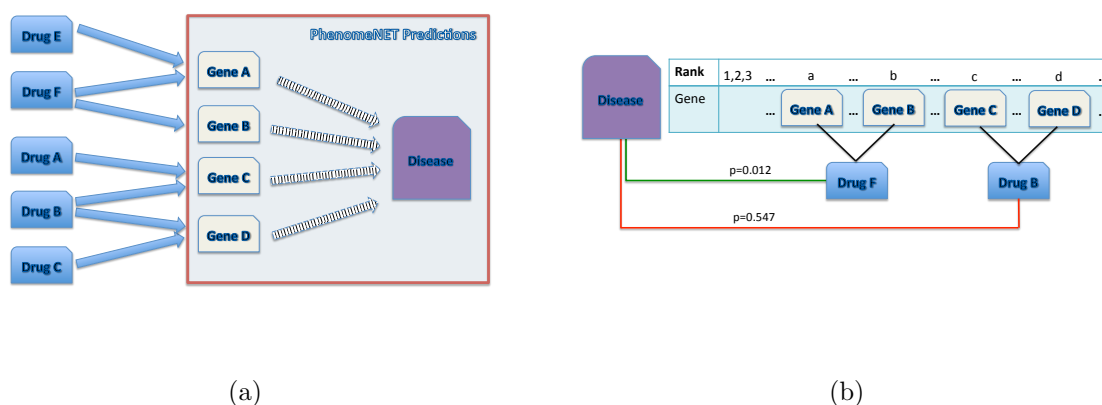 Drug E
Drug F
Drug A
Drug B
Drug C
PhenomeNET Predictions
Gene A
Gene B
Gene C
Gene D
Disease
(a)
Disease
Rank 1,2,3 ... a ... b ... c ... d ...
Gene ... Gene A ... Gene B ... Gene C ... Gene D ...
Drug F
Drug B
p=0.012
p=0.547
(b)